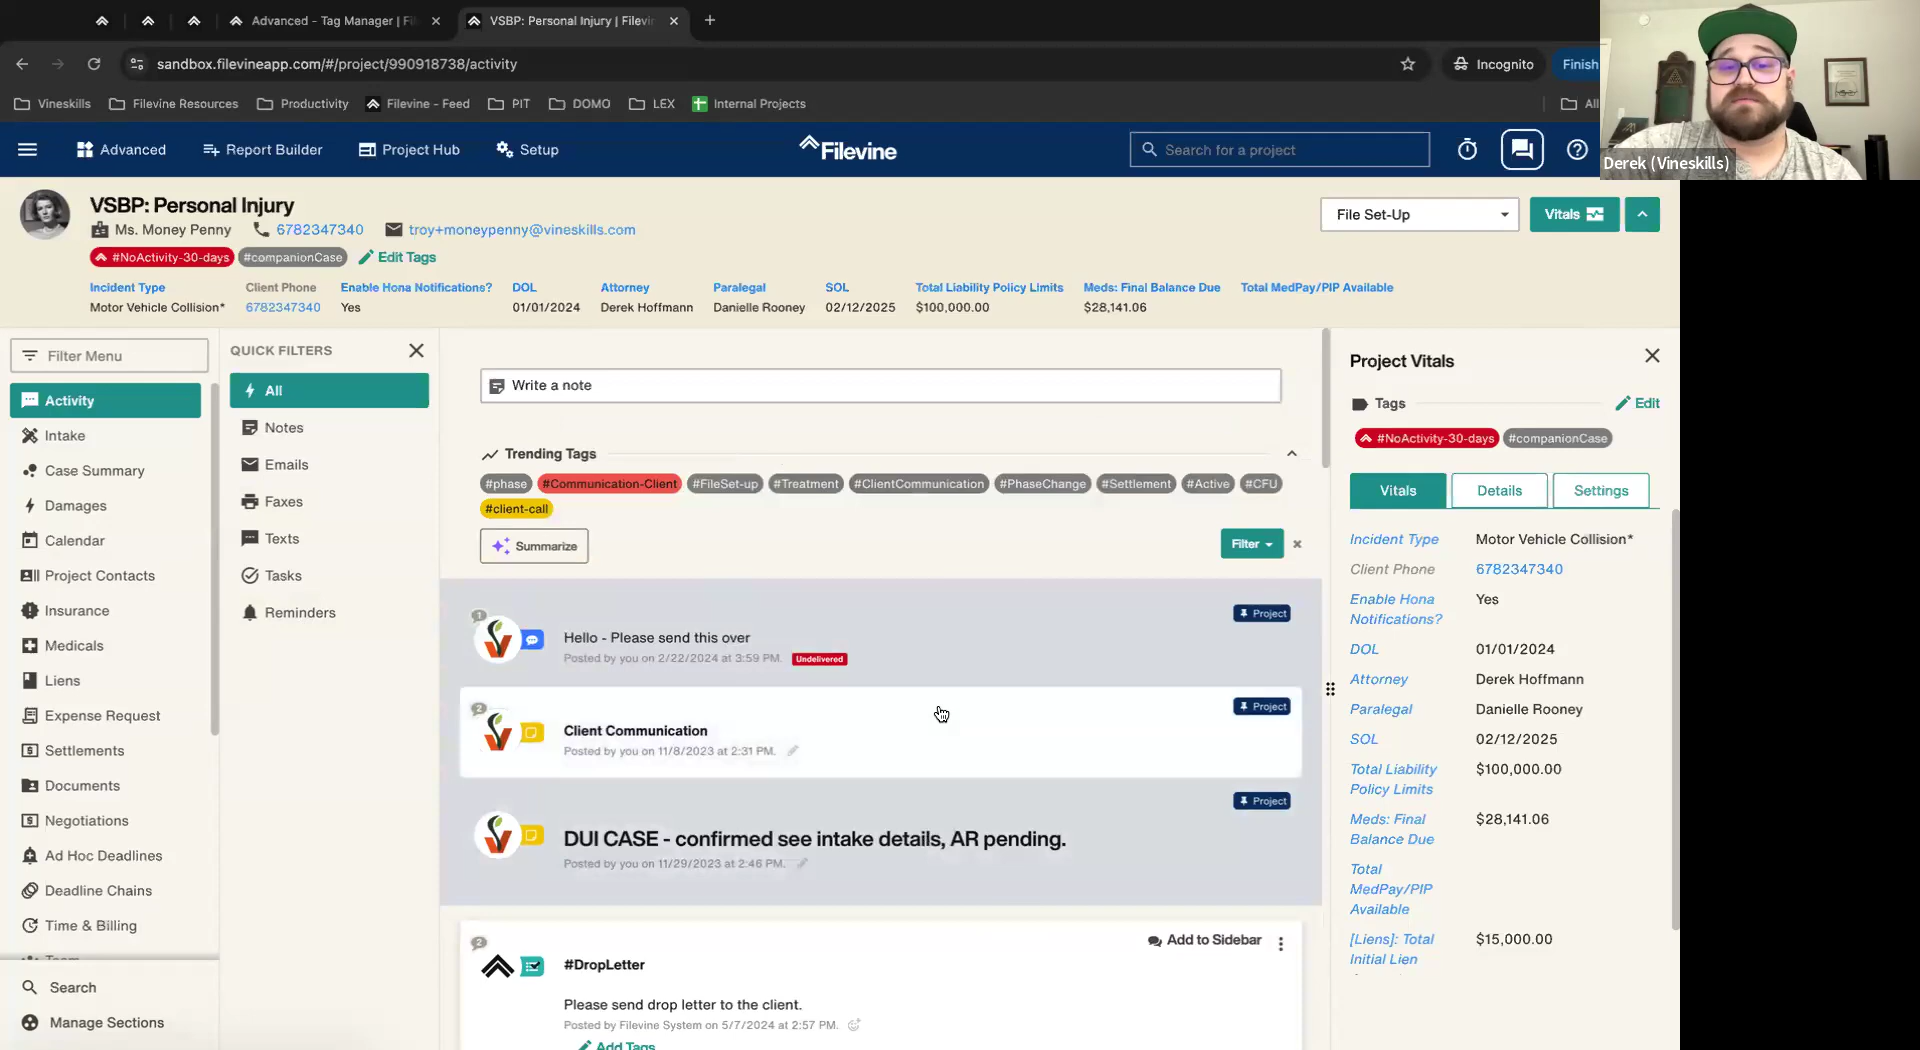 Advanced - Tag Manager | Fi
VSBP: Personal Injury | Filevin
sandbox.filevineapp.com/#/project/990918738/activity
Incognito
Finish
Vineskills
Filevine Resources
Productivity
Filevine - Feed
PIT
DOMO
LEX
Internal Projects
All
Advanced
Report Builder
Project Hub
Setup
Filevine
Search for a project
Derek (Vineskills)
VSBP: Personal Injury
Ms. Money Penny
6782347340
troy+moneypenny@vineskills.com
#NoActivity-30-days
#companionCase
Edit Tags
File Set-Up
Vitals
Incident Type
Client Phone
Enable Hona Notifications?
DOL
Attorney
Paralegal
SOL
Total Liability Policy Limits
Meds: Final Balance Due
Total MedPay/PIP Available
Motor Vehicle Collision*
6782347340
Yes
01/01/2024
Derek Hoffmann
Danielle Rooney
02/12/2025
$100,000.00
$28,141.06
Filter Menu
Activity
Intake
Case Summary
Damages
Calendar
Project Contacts
Insurance
Medicals
Liens
Expense Request
Settlements
Documents
Negotiations
Ad Hoc Deadlines
Deadline Chains
Time & Billing
Search
Manage Sections
QUICK FILTERS
All
Notes
Emails
Faxes
Texts
Tasks
Reminders
Write a note
Trending Tags
#phase
#Communication-Client
#FileSet-up
#Treatment
#ClientCommunication
#PhaseChange
#Settlement
#Active
#CFU
#client-call
Summarize
Filter
1
Project
Hello - Please send this over
Posted by you on 2/22/2024 at 3:59 PM.
Undelivered
2
Project
Client Communication
Posted by you on 11/8/2023 at 2:31 PM.
Project
DUI CASE - confirmed see intake details, AR pending.
Posted by you on 11/29/2023 at 2:46 PM.
2
Add to Sidebar
#DropLetter
Please send drop letter to the client.
Posted by Filevine System on 5/7/2024 at 2:57 PM.
Add Tags
Project Vitals
Tags
Edit
#NoActivity-30-days
#companionCase
Vitals
Details
Settings
Incident Type
Motor Vehicle Collision*
Client Phone
6782347340
Enable Hona
Notifications?
Yes
DOL
01/01/2024
Attorney
Derek Hoffmann
Paralegal
Danielle Rooney
SOL
02/12/2025
Total Liability
Policy Limits
$100,000.00
Meds: Final
Balance Due
$28,141.06
Total
MedPay/PIP
Available
[Liens]: Total
Initial Lien
$15,000.00